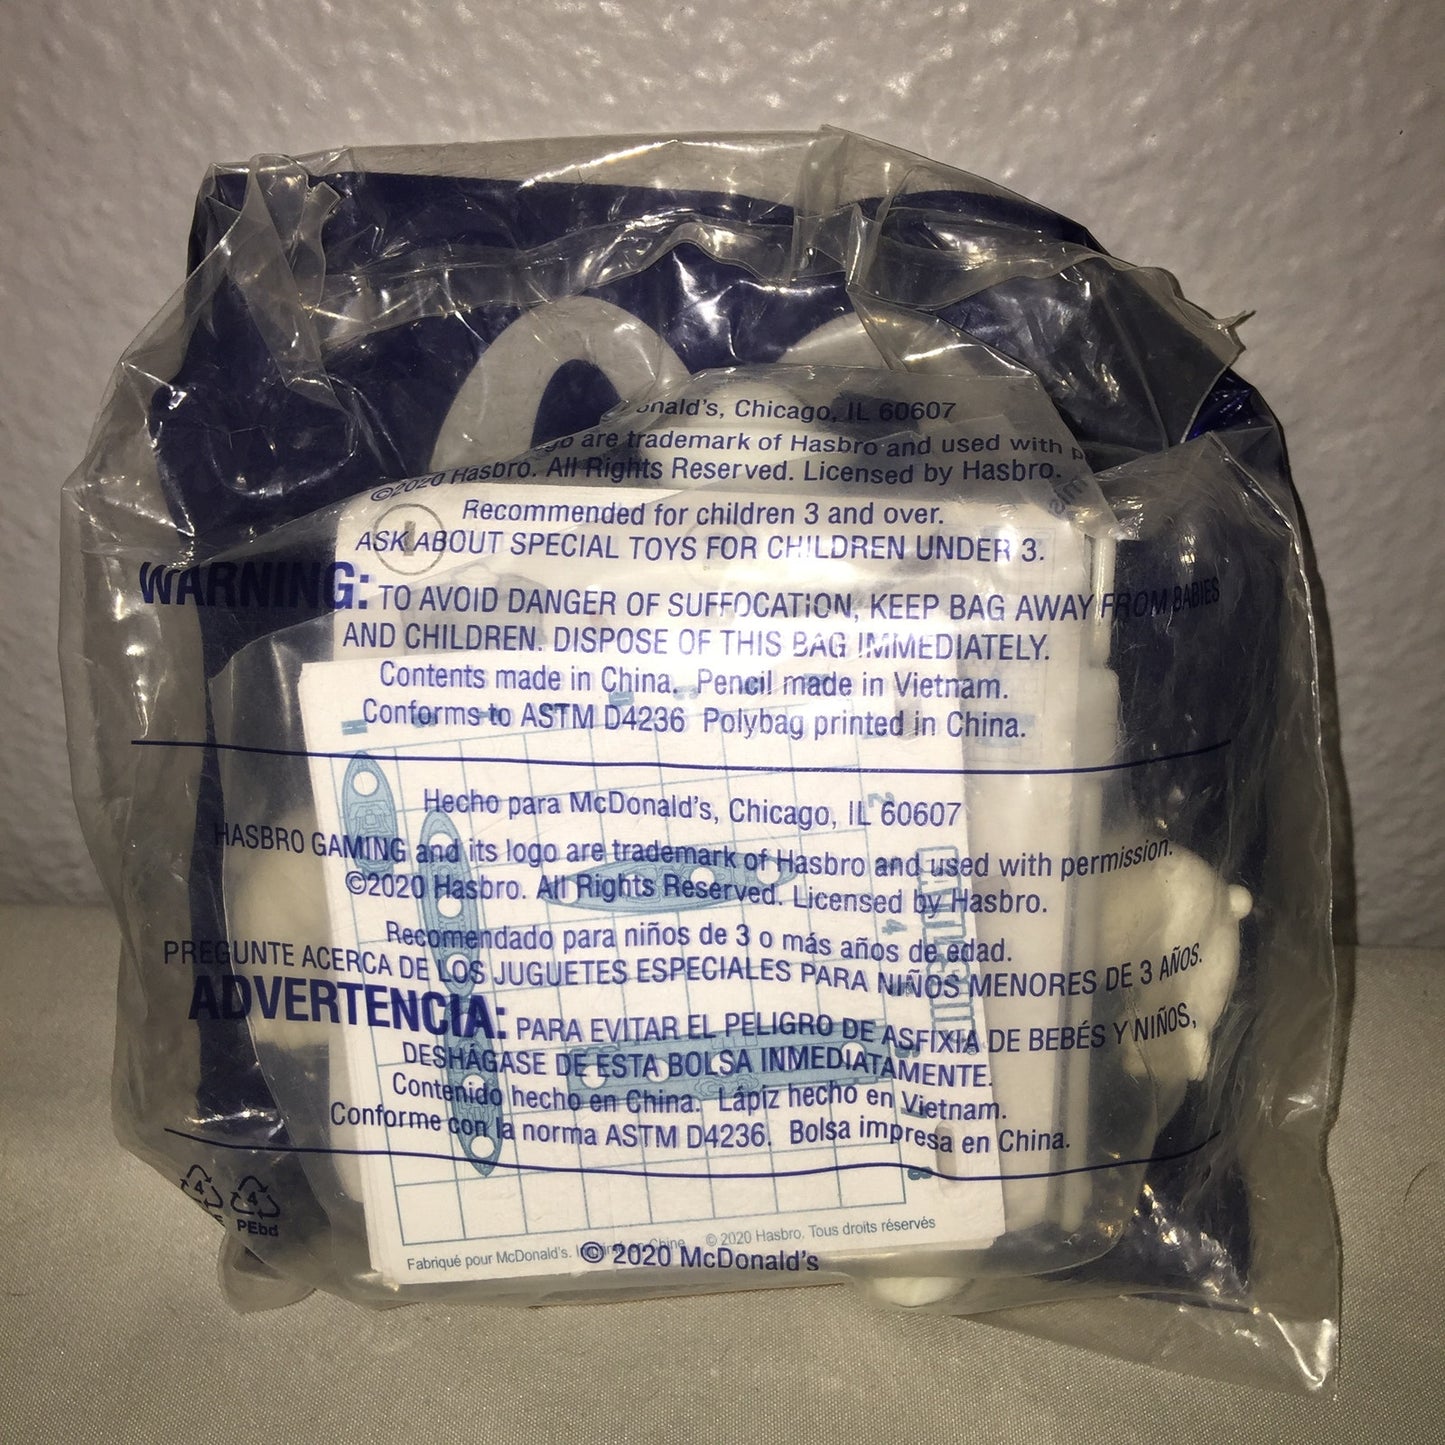 Donald's, Chicago, IL 60607
go are trademark of Hasbro and used with
©2020 Hasbro. All Rights Reserved. Licensed by Hasbro.
Recommended for children 3 and over.
ASK ABOUT SPECIAL TOYS FOR CHILDREN UNDER 3.
WARNING: TO AVOID DANGER OF SUFFOCATION, KEEP BAG AWAY FROM BABIES
AND CHILDREN. DISPOSE OF THIS BAG IMMEDIATELY.
Contents made in China. Pencil made in Vietnam.
Conforms to ASTM D4236 Polybag printed in China.
Hecho para McDonald's, Chicago, IL 60607
HASBRO GAMING and its logo are trademark of Hasbro and used with permission.
©2020 Hasbro. All Rights Reserved. Licensed by Hasbro.
Recomendado para niños de 3 o más años de edad.
PREGUNTE ACERCA DE LOS JUGUETES ESPECIALES PARA NIÑOS MENORES DE 3 AÑOS.
ADVERTENCIA: PARA EVITAR EL PELIGRO DE ASFIXIA DE BEBÉS Y NIÑOS,
DESHÁGASE DE ESTA BOLSA INMEDIATAMENTE.
Contenido hecho en China. Lápiz hecho en Vietnam.
Conforme con la norma ASTM D4236. Bolsa impresa en China.
4
4
PEbd
Fabriqué pour McDonald's. en Chine © 2020 Hasbro. Tous droits réservés
© 2020 McDonald's